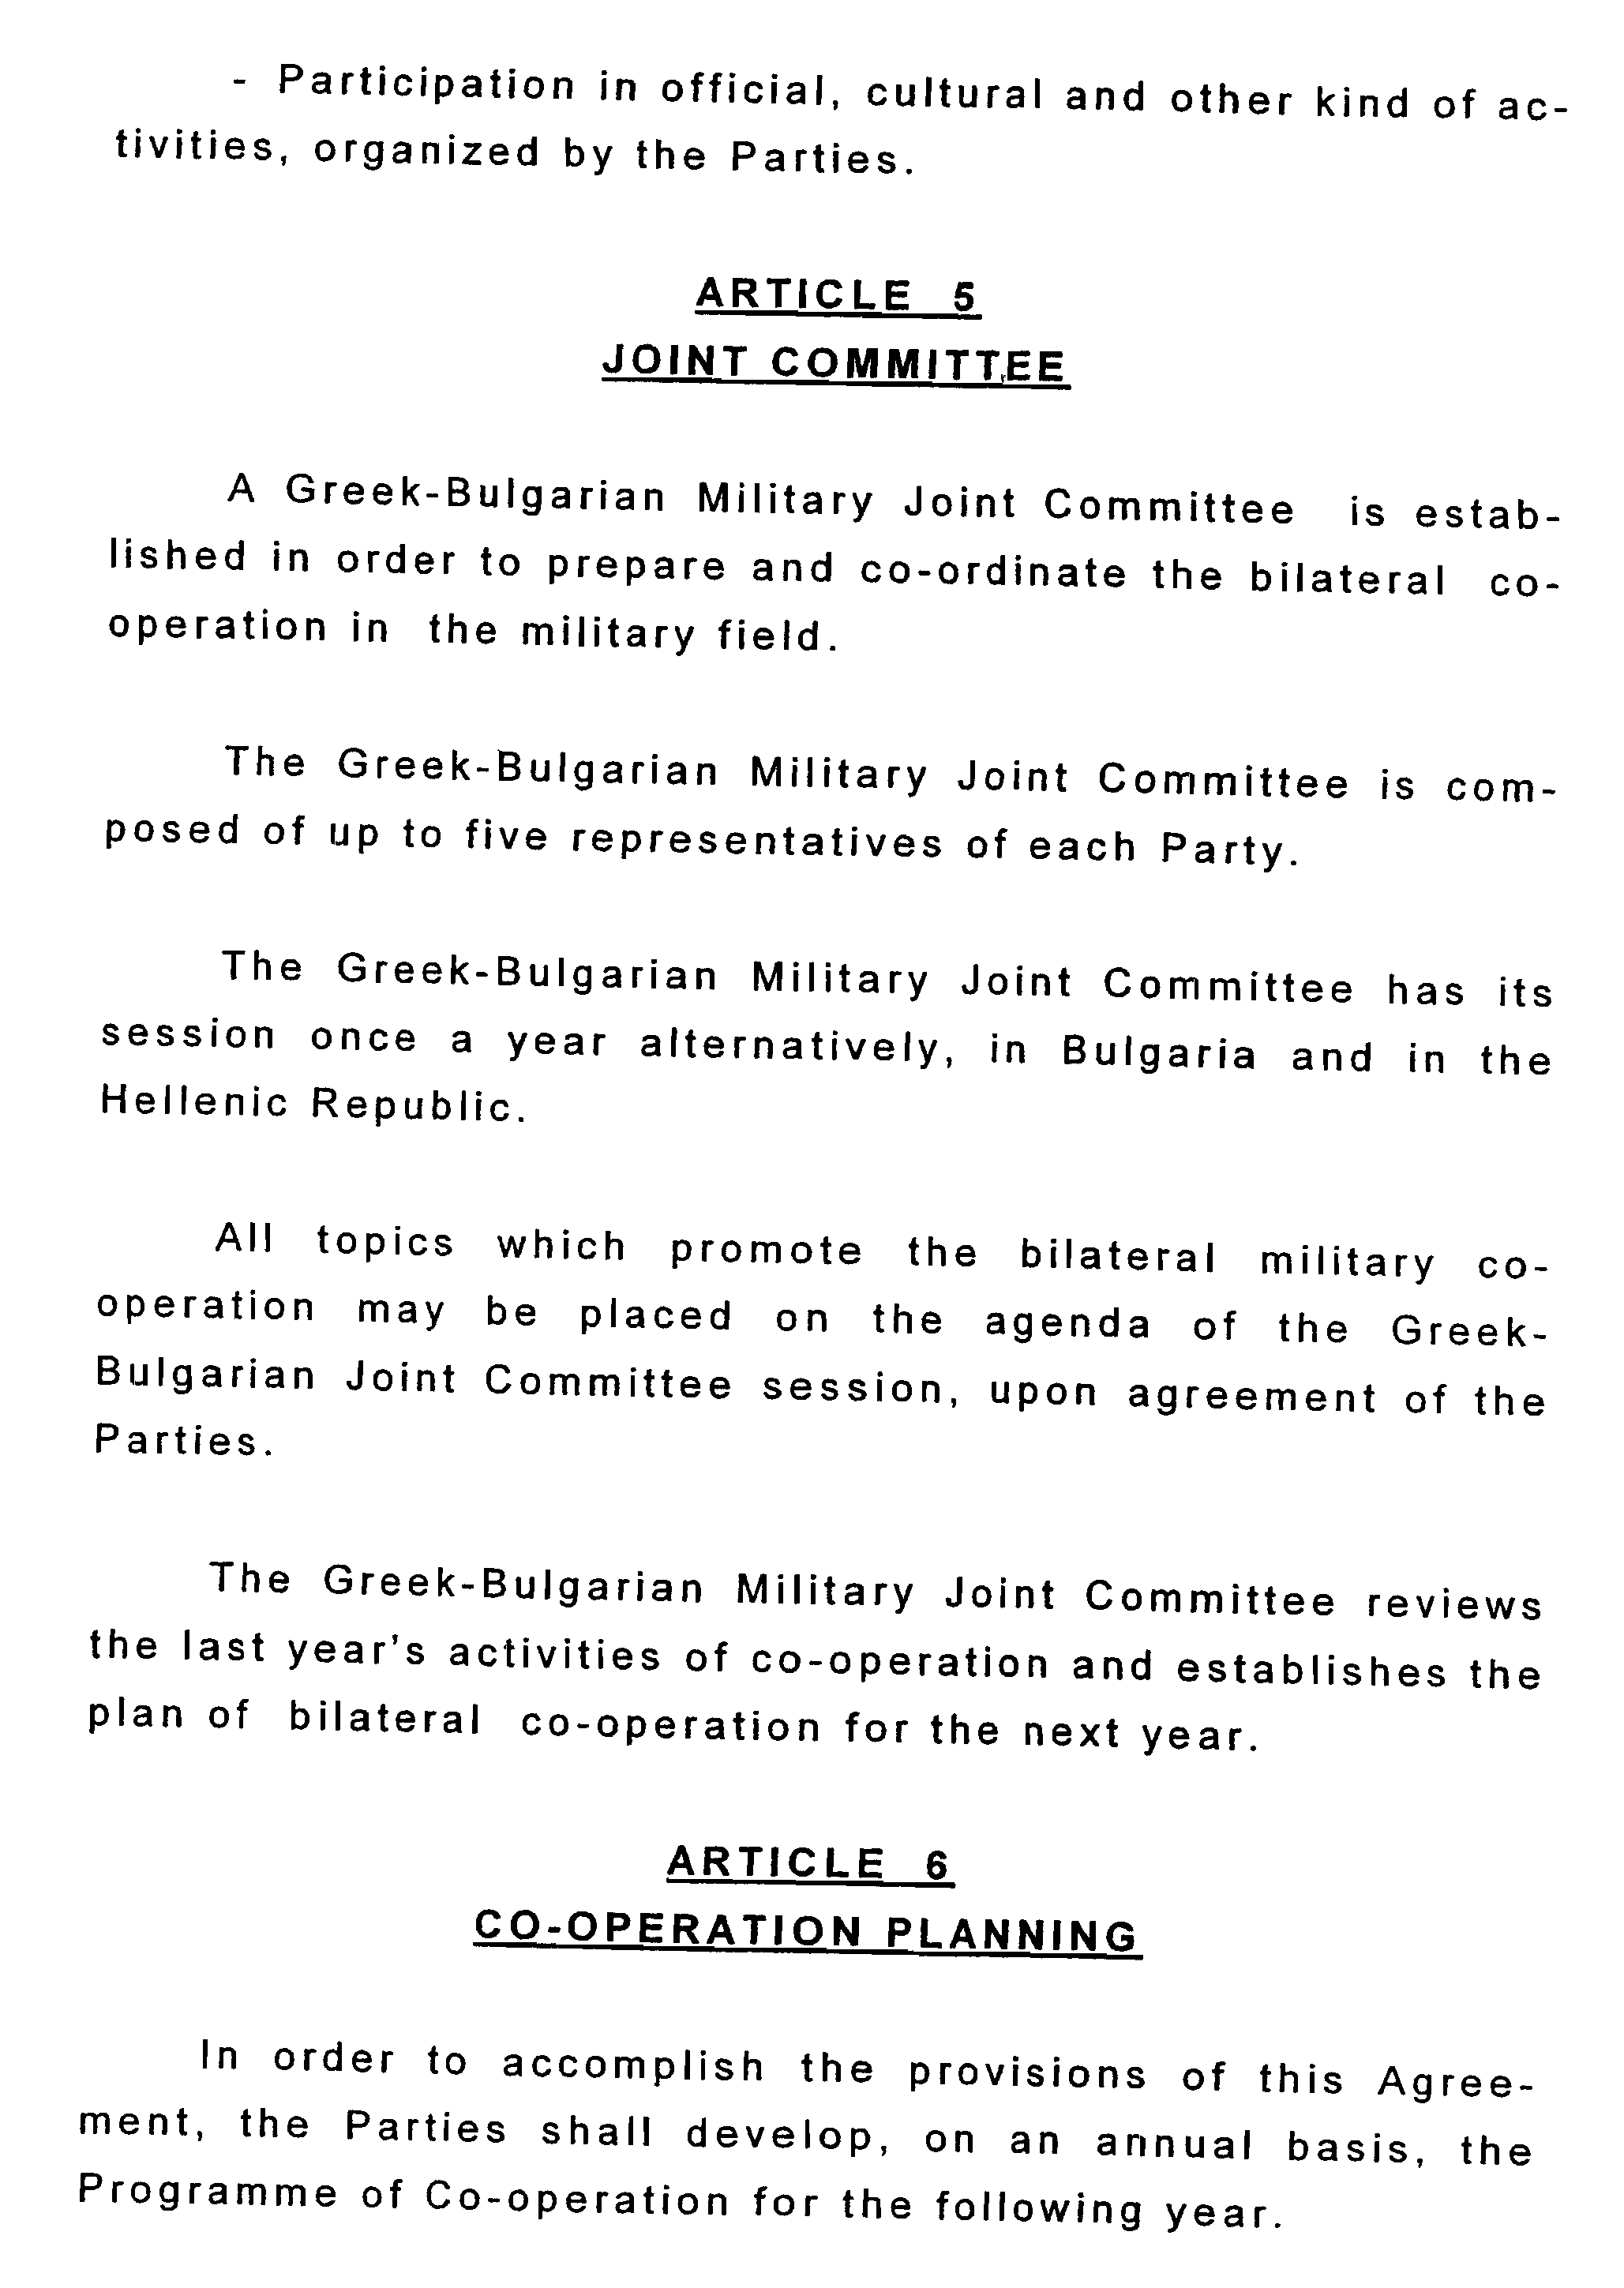 - Participation in official, cultural and other kind of ac-
tivities, organized by the Parties.
ARTICLE 5
JOINT COMMITTEE
A Greek-Bulgarian Military Joint Committee is estab-
lished in order to prepare and co-ordinate the bilateral co-
operation in the military field.
The Greek-Bulgarian Military Joint Committee is com-
posed of up to five representatives of each Party.
The Greek-Bulgarian Military Joint Committee has its
session once a year alternatively, in Bulgaria and in the
Hellenic Republic.
All topics which promote the bilateral military co-
operation may be placed on the agenda of the Greek-
Bulgarian Joint Committee session, upon agreement of the
Parties.
The Greek-Bulgarian Military Joint Committee reviews
the last year's activities of co-operation and establishes the
plan of bilateral co-operation for the next year.
ARTICLE 6
CO-OPERATION PLANNING
In order to accomplish the provisions of this Agree-
ment, the Parties shall develop, on an annual basis, the
Programme of Co-operation for the following year.